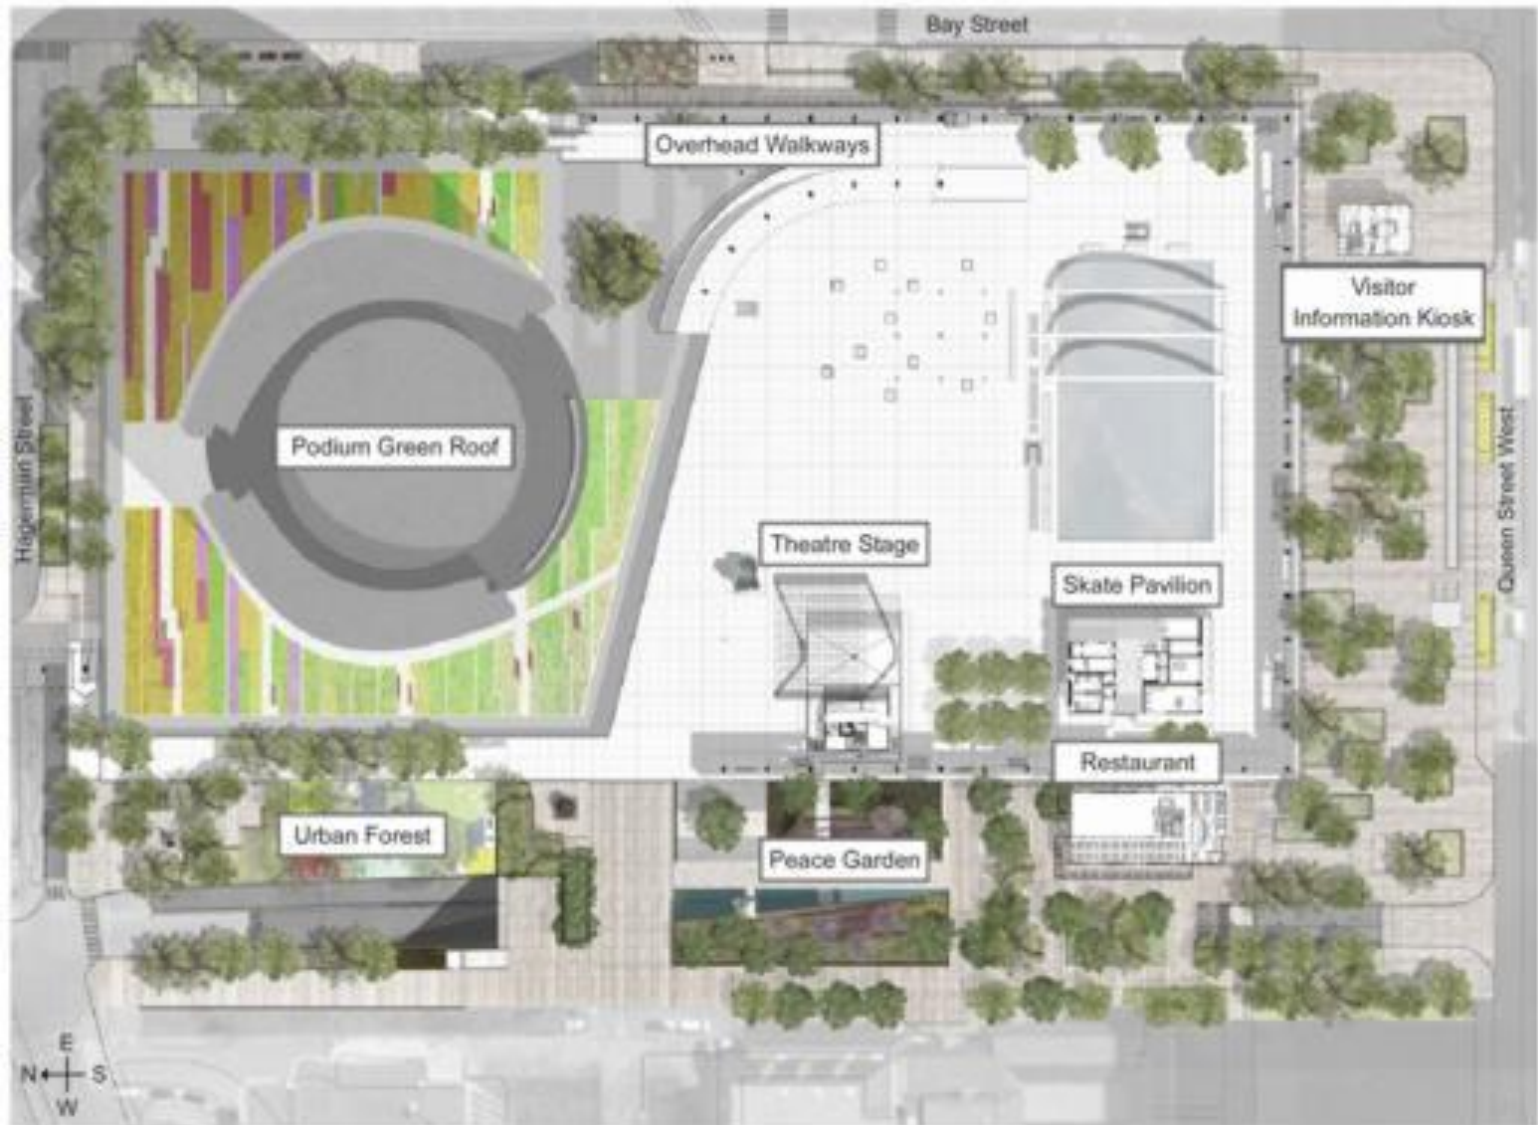 Bay Street
Overhead Walkways
Visitor
Information Kiosk
Hagerman Street
Podium Green Roof
Queen Street West
Theatre Stage
Skate Pavilion
Restaurant
Urban Forest
Peace Garden
E
N S
W